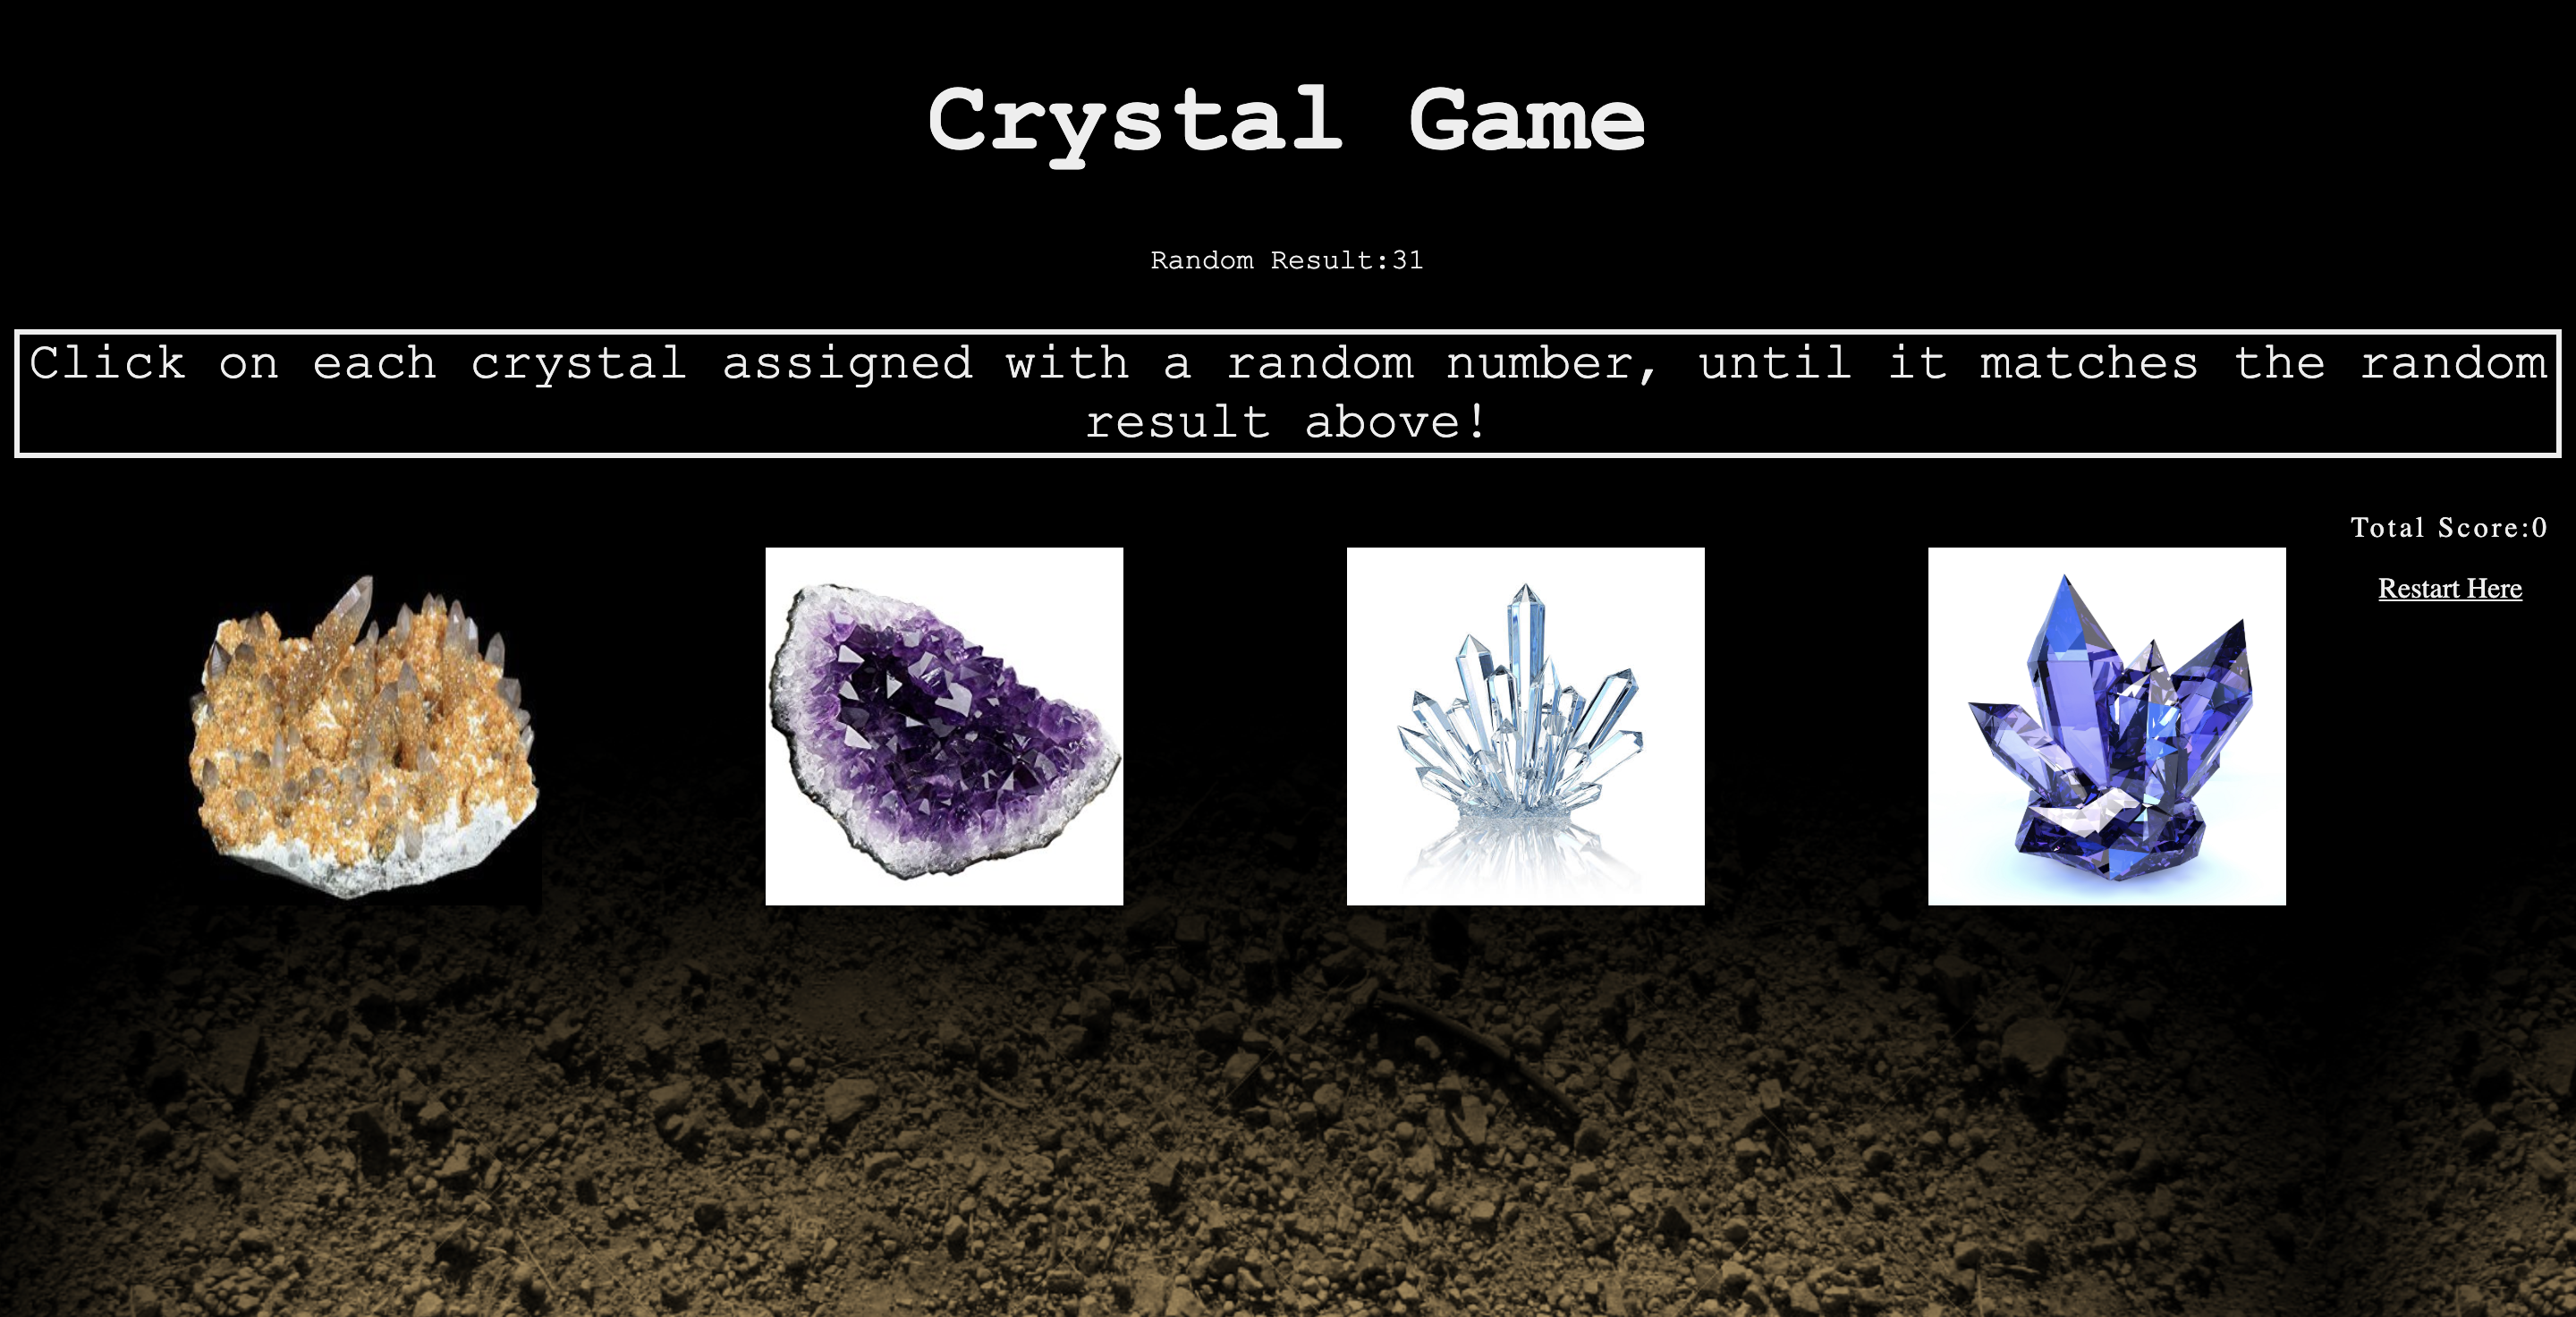 Crystal Game
Random Result:31
Click on each crystal assigned with a random number, until it matches the random
result above!
Total Score:0
Restart Here